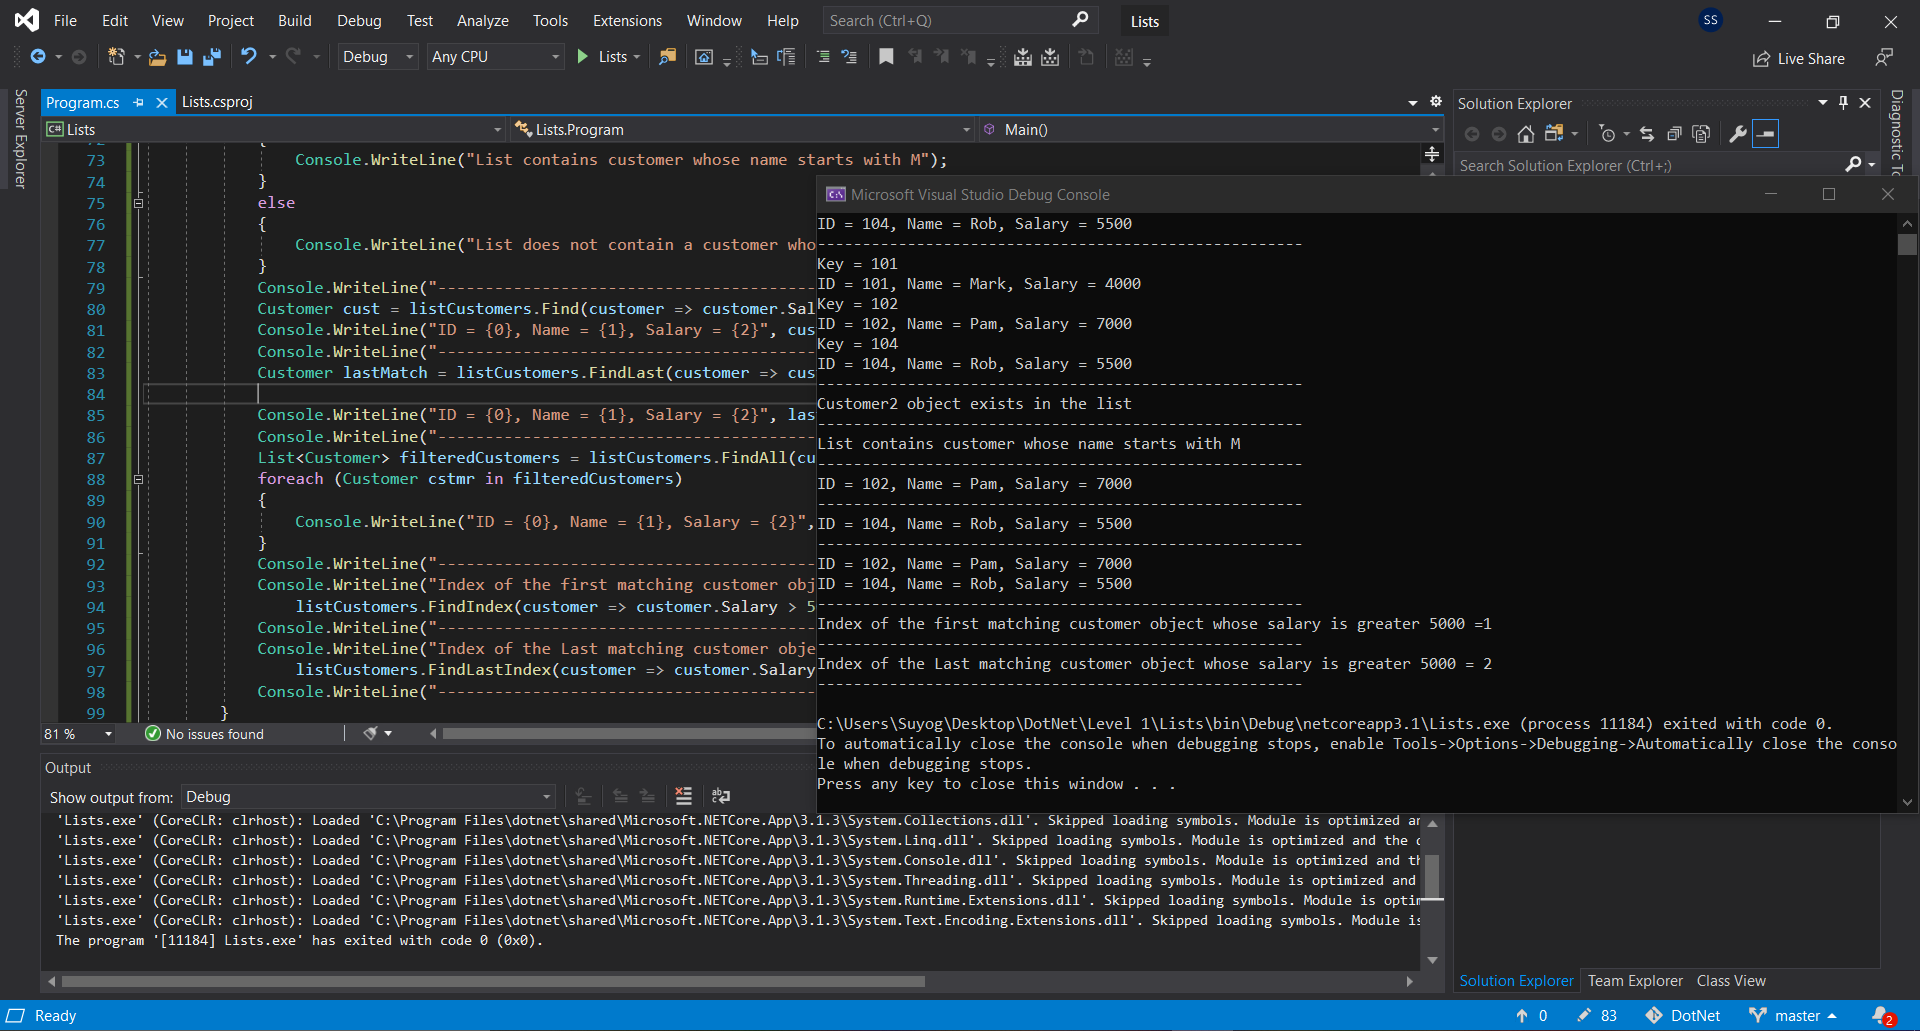 File Edit View Project Build Debug Test Analyze Tools Extensions Window Help Search (Ctrl+Q) Lists SS
Debug Any CPU Lists Live Share
Server Explorer
Program.cs Lists.csproj
C# Lists Lists.Program Main()
73 Console.WriteLine("List contains customer whose name starts with M");
74 }
75 else
76 {
77 Console.WriteLine("List does not contain a customer who
78 }
79 Console.WriteLine("----------------------------------------
80 Customer cust = listCustomers.Find(customer => customer.Sal
81 Console.WriteLine("ID = {0}, Name = {1}, Salary = {2}", cus
82 Console.WriteLine("----------------------------------------
83 Customer lastMatch = listCustomers.FindLast(customer => cus
84
85 Console.WriteLine("ID = {0}, Name = {1}, Salary = {2}", las
86 Console.WriteLine("----------------------------------------
87 List<Customer> filteredCustomers = listCustomers.FindAll(cu
88 foreach (Customer cstmr in filteredCustomers)
89 {
90 Console.WriteLine("ID = {0}, Name = {1}, Salary = {2}",
91 }
92 Console.WriteLine("----------------------------------------
93 Console.WriteLine("Index of the first matching customer obj
94 listCustomers.FindIndex(customer => customer.Salary > 5
95 Console.WriteLine("----------------------------------------
96 Console.WriteLine("Index of the Last matching customer obje
97 listCustomers.FindLastIndex(customer => customer.Salary
98 Console.WriteLine("----------------------------------------
99 }
81 % No issues found
Solution Explorer
Search Solution Explorer (Ctrl+;)
Diagnostic To
Microsoft Visual Studio Debug Console
ID = 104, Name = Rob, Salary = 5500
------------------------------------------------------
Key = 101
ID = 101, Name = Mark, Salary = 4000
Key = 102
ID = 102, Name = Pam, Salary = 7000
Key = 104
ID = 104, Name = Rob, Salary = 5500
------------------------------------------------------
Customer2 object exists in the list
------------------------------------------------------
List contains customer whose name starts with M
------------------------------------------------------
ID = 102, Name = Pam, Salary = 7000
------------------------------------------------------
ID = 104, Name = Rob, Salary = 5500
------------------------------------------------------
ID = 102, Name = Pam, Salary = 7000
ID = 104, Name = Rob, Salary = 5500
------------------------------------------------------
Index of the first matching customer object whose salary is greater 5000 =1
------------------------------------------------------
Index of the Last matching customer object whose salary is greater 5000 = 2
------------------------------------------------------
C:\Users\Suyog\Desktop\DotNet\Level 1\Lists\bin\Debug\netcoreapp3.1\Lists.exe (process 11184) exited with code 0.
To automatically close the console when debugging stops, enable Tools->Options->Debugging->Automatically close the conso
le when debugging stops.
Press any key to close this window . . .
Output
Show output from: Debug
'Lists.exe' (CoreCLR: clrhost): Loaded 'C:\Program Files\dotnet\shared\Microsoft.NETCore.App\3.1.3\System.Collections.dll'. Skipped loading symbols. Module is optimized an
'Lists.exe' (CoreCLR: clrhost): Loaded 'C:\Program Files\dotnet\shared\Microsoft.NETCore.App\3.1.3\System.Linq.dll'. Skipped loading symbols. Module is optimized and the d
'Lists.exe' (CoreCLR: clrhost): Loaded 'C:\Program Files\dotnet\shared\Microsoft.NETCore.App\3.1.3\System.Console.dll'. Skipped loading symbols. Module is optimized and th
'Lists.exe' (CoreCLR: clrhost): Loaded 'C:\Program Files\dotnet\shared\Microsoft.NETCore.App\3.1.3\System.Threading.dll'. Skipped loading symbols. Module is optimized and
'Lists.exe' (CoreCLR: clrhost): Loaded 'C:\Program Files\dotnet\shared\Microsoft.NETCore.App\3.1.3\System.Runtime.Extensions.dll'. Skipped loading symbols. Module is optim
'Lists.exe' (CoreCLR: clrhost): Loaded 'C:\Program Files\dotnet\shared\Microsoft.NETCore.App\3.1.3\System.Text.Encoding.Extensions.dll'. Skipped loading symbols. Module is
The program '[11184] Lists.exe' has exited with code 0 (0x0).
Solution Explorer Team Explorer Class View
Ready 0 83 DotNet master 2